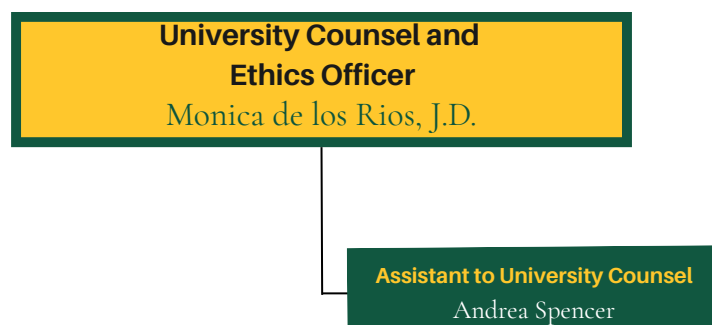 University Counsel and
Ethics Officer
Monica de los Rios, J.D.
Assistant to University Counsel
Andrea Spencer